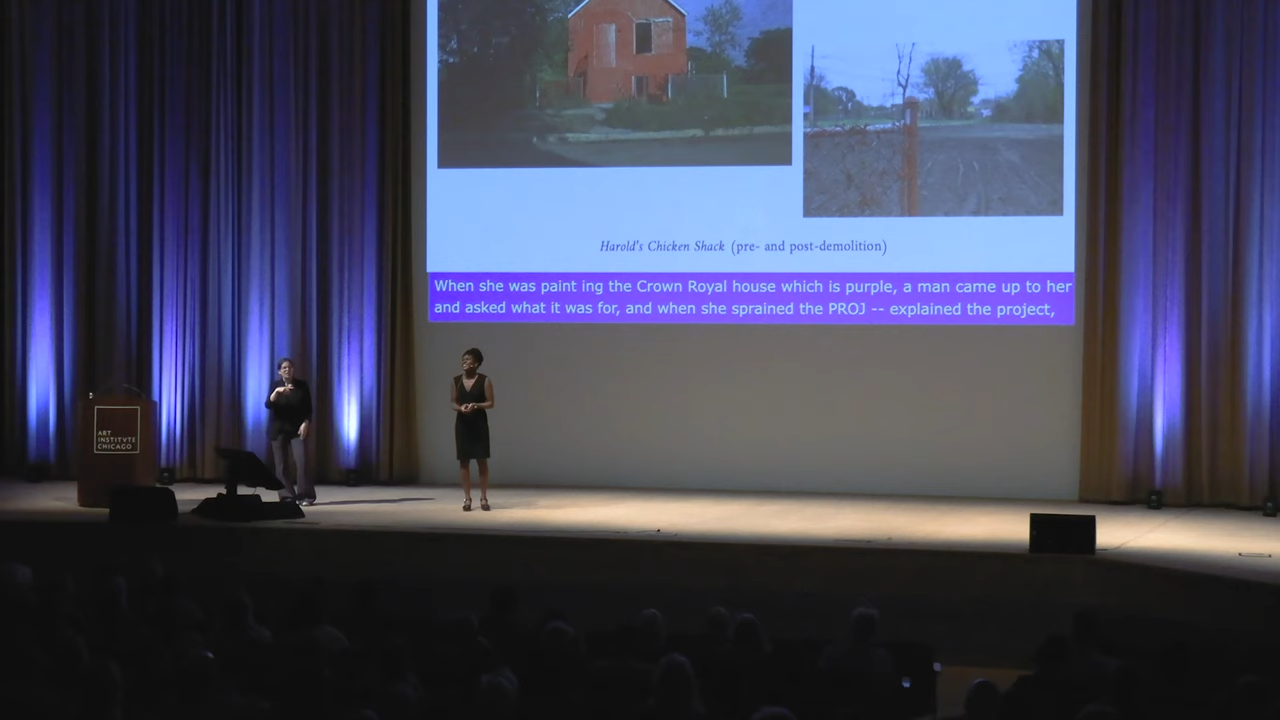 Harold's Chicken Shack (pre- and post-demolition)
When she was paint ing the Crown Royal house which is purple, a man came up to her
and asked what it was for, and when she sprained the PROJ -- explained the project,
ART
INSTITVTE
CHICAGO